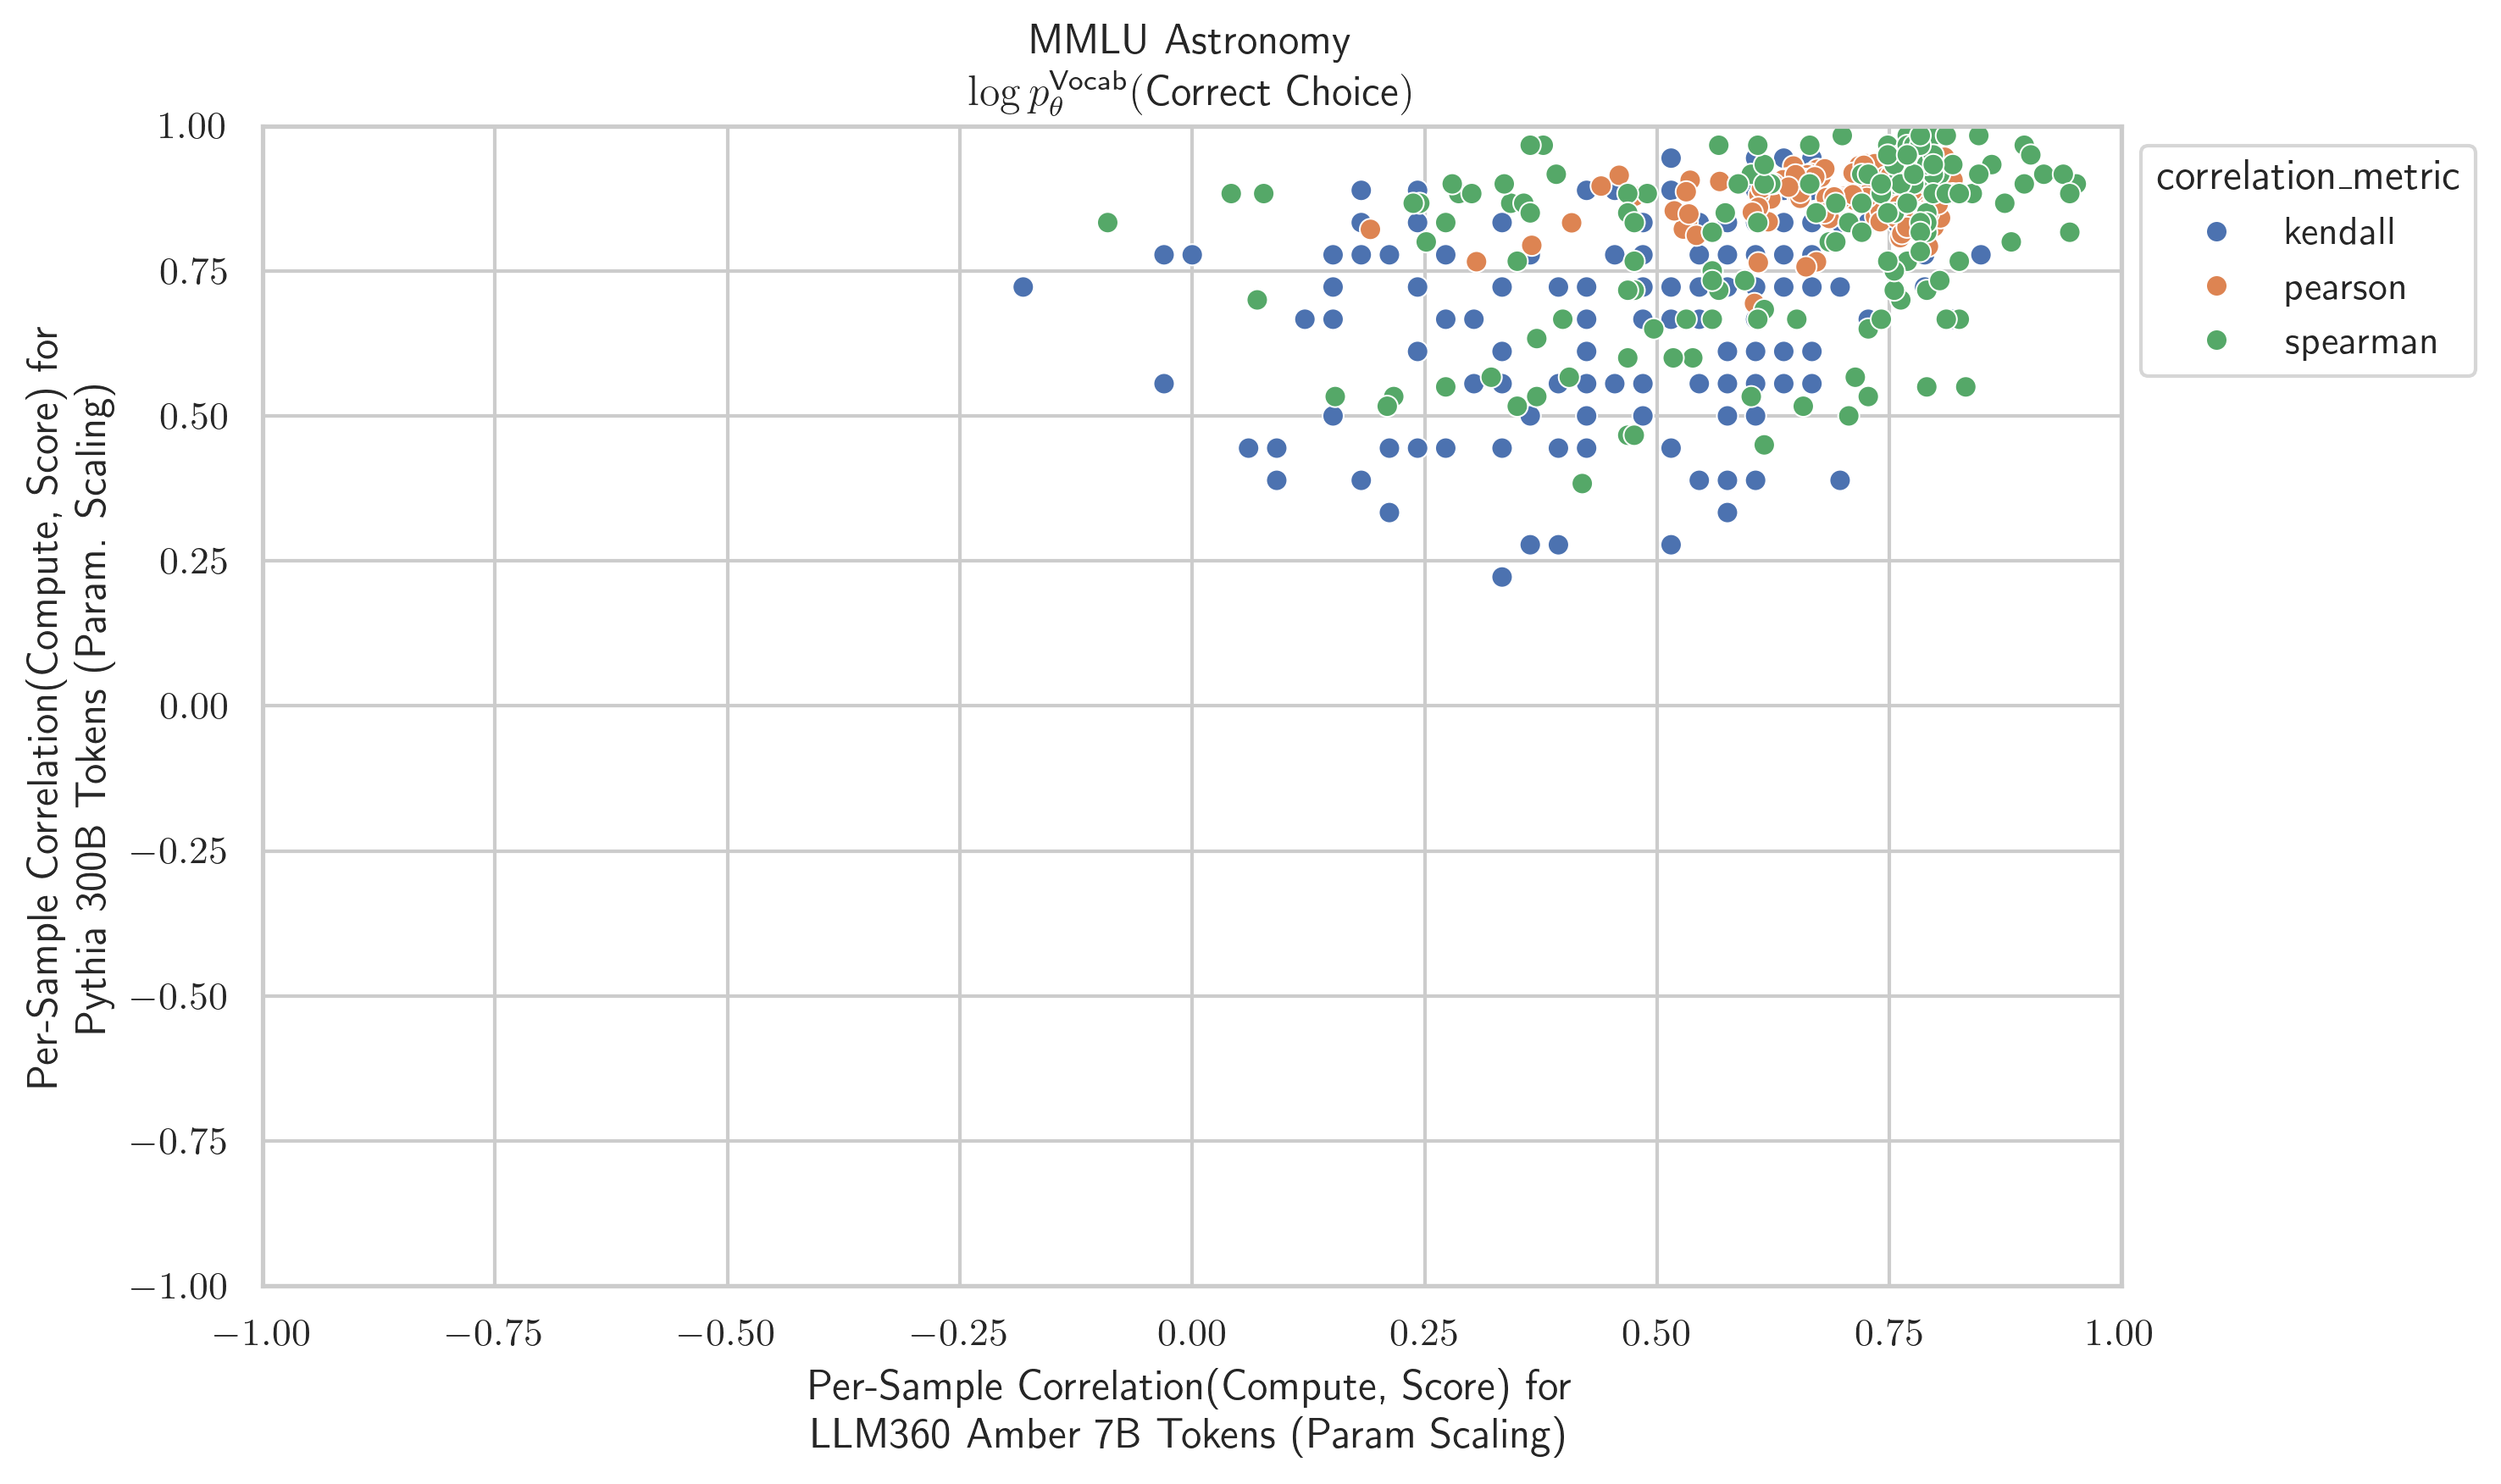 MMLU Astronomy
log p_θ^Vocab(Correct Choice)
Per-Sample Correlation(Compute, Score) for
Pythia 300B Tokens (Param. Scaling)
1.00
0.75
0.50
0.25
0.00
−0.25
−0.50
−0.75
−1.00
−1.00 −0.75 −0.50 −0.25 0.00 0.25 0.50 0.75 1.00
Per-Sample Correlation(Compute, Score) for
LLM360 Amber 7B Tokens (Param Scaling)
correlation_metric
kendall
pearson
spearman